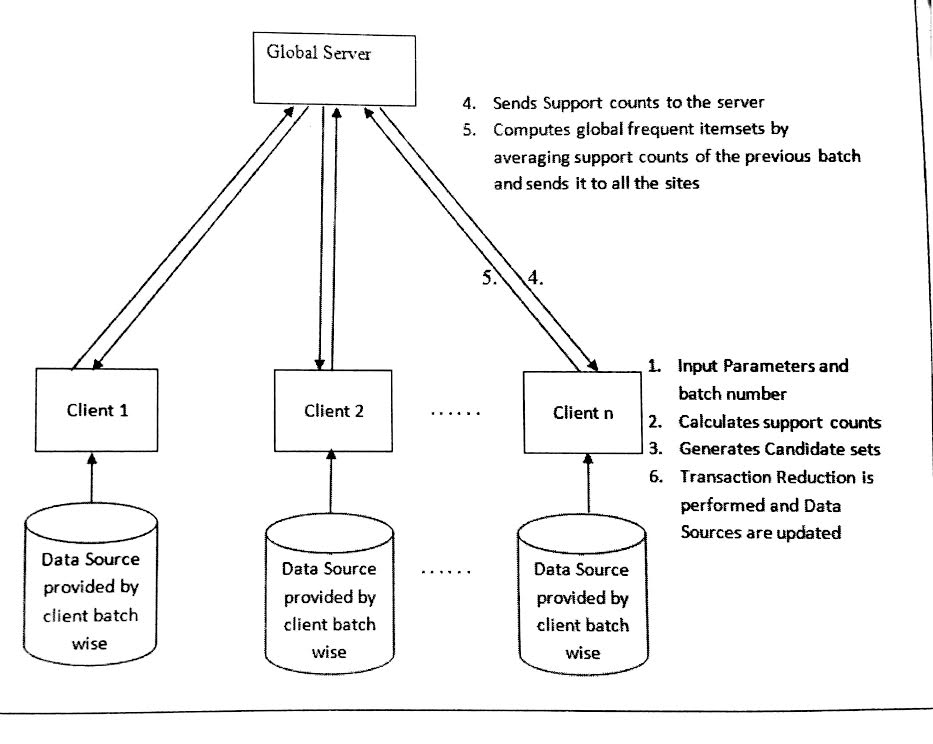 Global Server
4. Sends Support counts to the server
5. Computes global frequent itemsets by
averaging support counts of the previous batch
and sends it to all the sites
5. 4.
Client 1
Client 2
......
Client n
1. Input Parameters and
batch number
2. Calculates support counts
3. Generates Candidate sets
6. Transaction Reduction is
performed and Data
Sources are updated
Data Source
provided by
client batch
wise
Data Source
provided by
client batch
wise
......
Data Source
provided by
client batch
wise